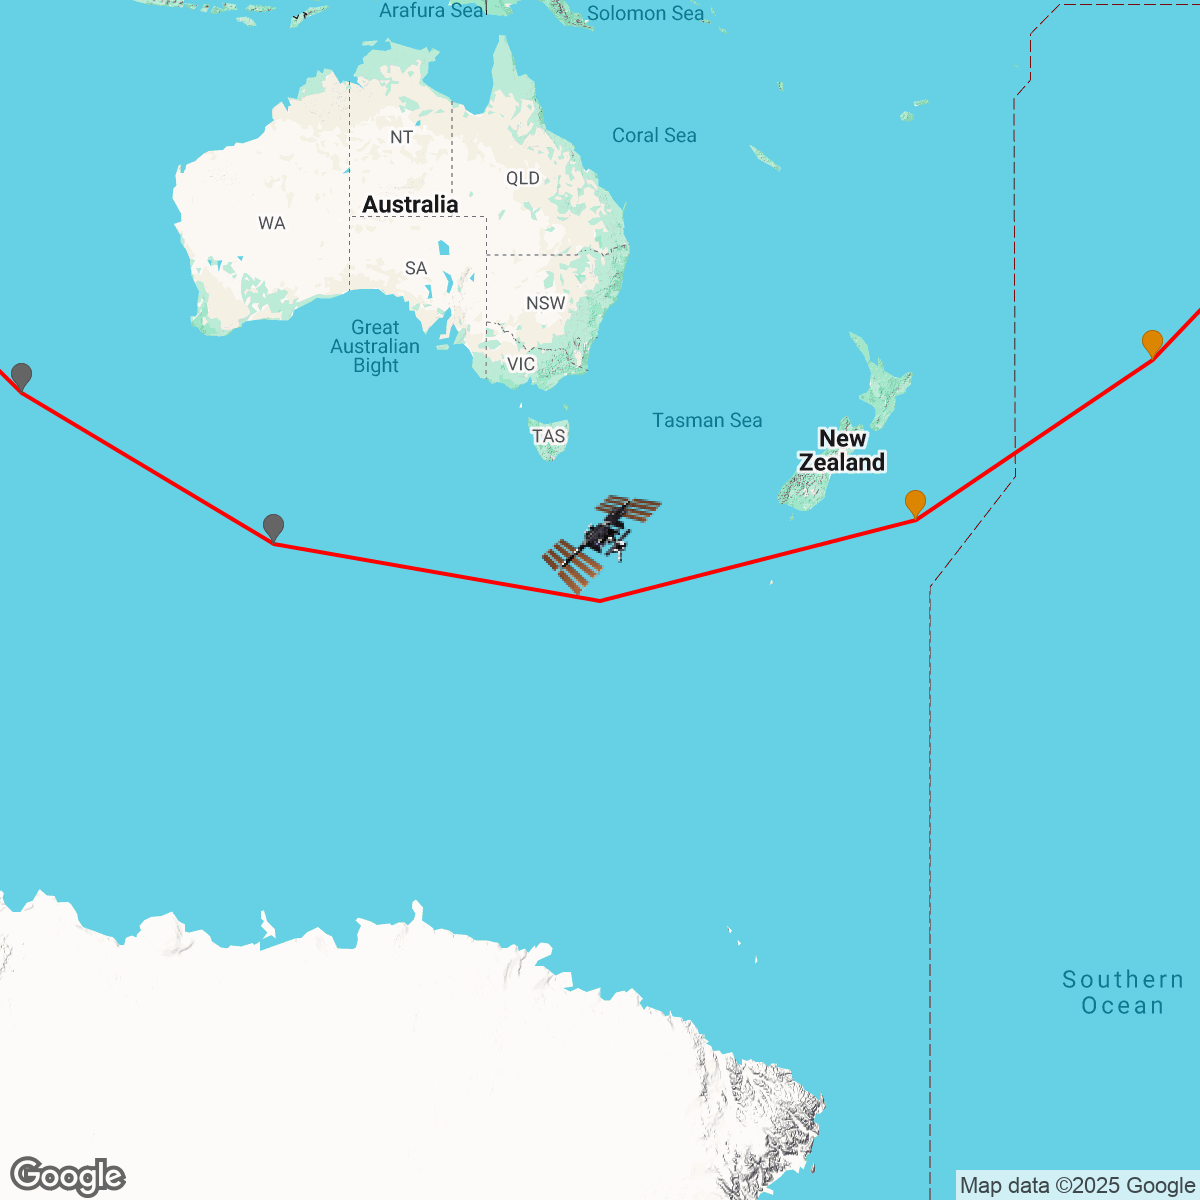 Arafura Sea
Solomon Sea
Coral Sea
NT
QLD
Australia
WA
SA
NSW
Great
Australian
Bight
VIC
TAS
Tasman Sea
New
Zealand
Southern
Ocean
Google
Map data ©2025 Google